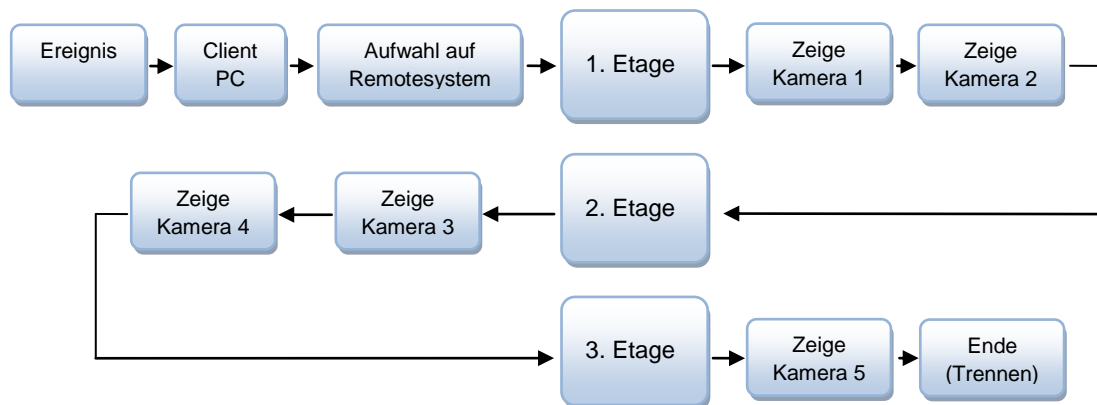 Ereignis
Client
PC
Aufwahl auf
Remotesystem
1. Etage
Zeige
Kamera 1
Zeige
Kamera 2
2. Etage
Zeige
Kamera 3
Zeige
Kamera 4
3. Etage
Zeige
Kamera 5
Ende
(Trennen)